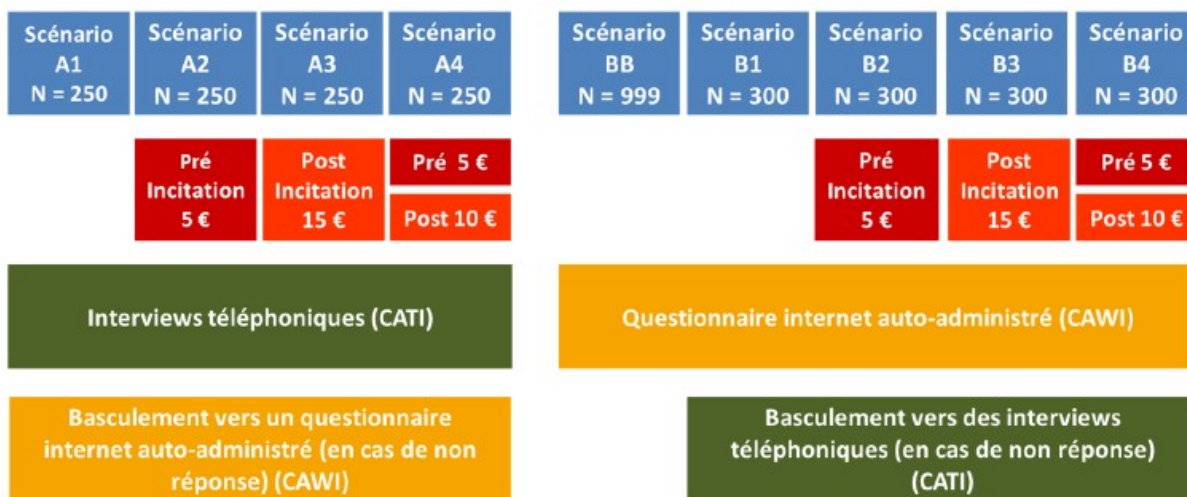 Scénario
A1
N = 250
Scénario
A2
N = 250
Scénario
A3
N = 250
Scénario
A4
N = 250
Scénario
BB
N = 999
Scénario
B1
N = 300
Scénario
B2
N = 300
Scénario
B3
N = 300
Scénario
B4
N = 300
Pré
Incitation
5 €
Post
Incitation
15 €
Pré 5 €
Post 10 €
Pré
Incitation
5 €
Post
Incitation
15 €
Pré 5 €
Post 10 €
Interviews téléphoniques (CATI)
Questionnaire internet auto-administré (CAWI)
Basculement vers un questionnaire
internet auto-administré (en cas de non
réponse) (CAWI)
Basculement vers des interviews
téléphoniques (en cas de non réponse)
(CATI)